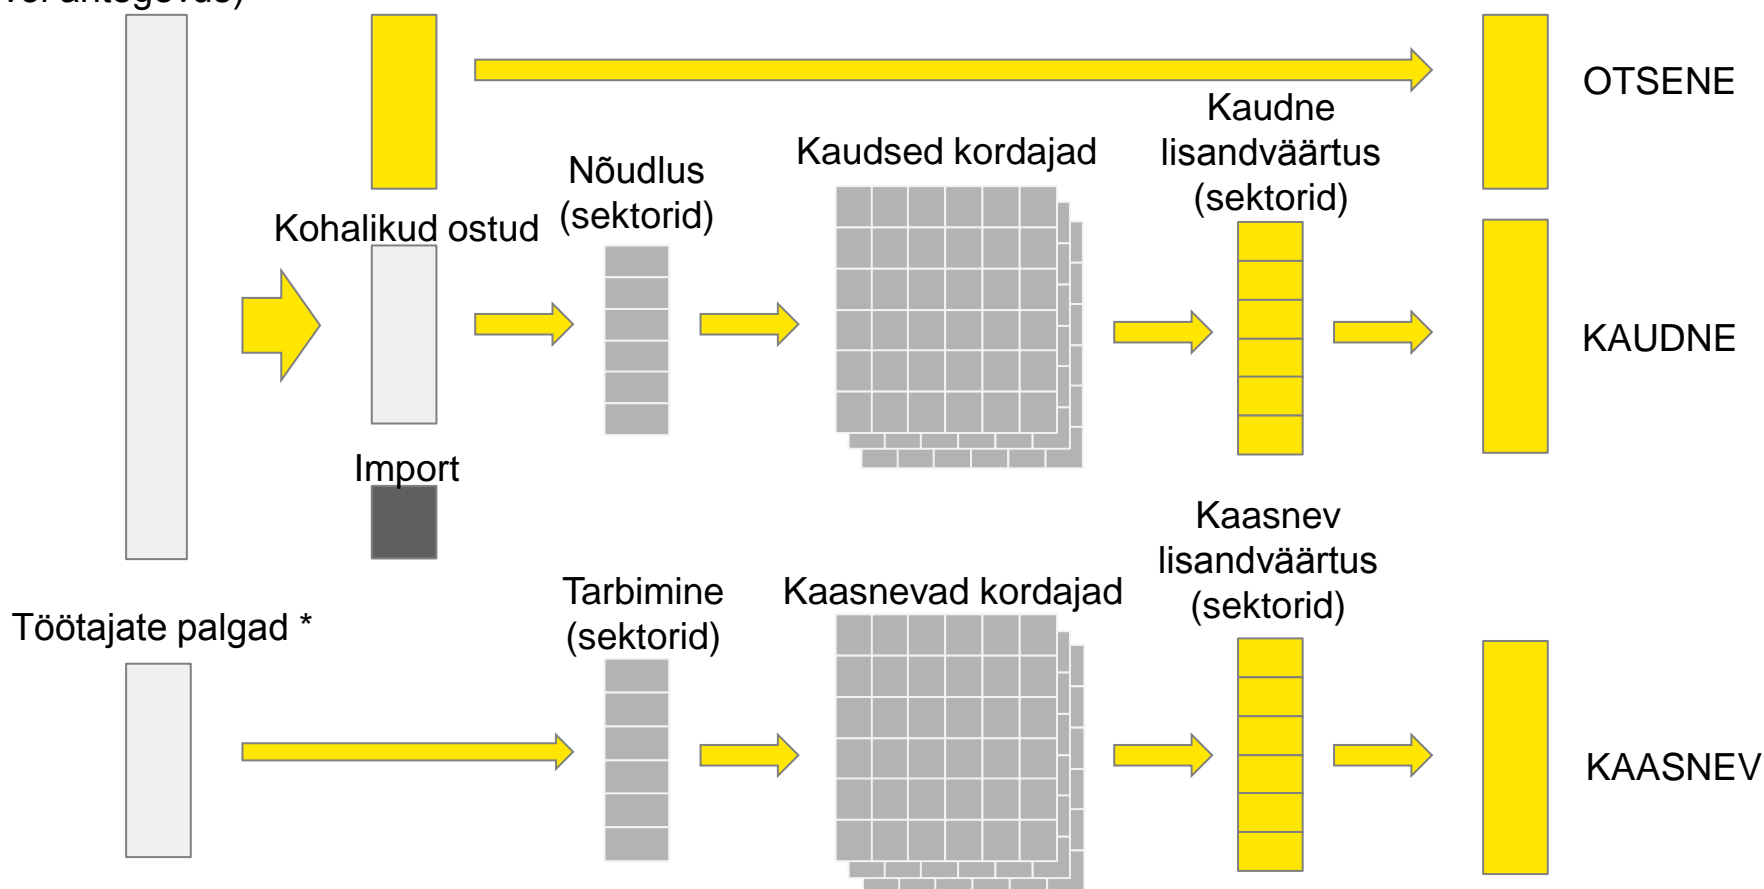 OTSENE
Kaudne
lisandväärtus
(sektorid)
Kaudsed kordajad
Nõudlus
(sektorid)
Kohalikud ostud
KAUDNE
Import
Kaasnev
lisandväärtus
(sektorid)
Tarbimine
(sektorid)
Kaasnevad kordajad
Töötajate palgad *
KAASNEV